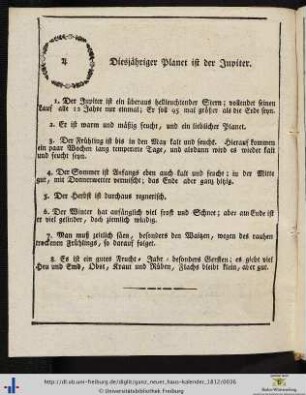 ♃
Diesjähriger Planet ist der Jupiter.
1. Der Jupiter ist ein überaus hellleuchtender Stern; vollendet seinen
Lauf alle 12 Jahre nur einmal; Er soll 95 mal größer als die Erde seyn.
2. Er ist warm und mäßig feucht, und ein lieblicher Planet.
3. Der Frühling ist bis in den May kalt und feucht. Hierauf kommen
ein paar Wochen lang temperirte Tage, und alsdann wird es wieder kalt
und feucht seyn.
4. Der Sommer ist Anfangs eben auch kalt und feucht; in der Mitte
gut, mit Donnerwetter vermischt; das Ende aber ganz hitzig.
5. Der Herbst ist durchaus regnerisch.
6. Der Winter hat anfänglich viel frost und Schnee; aber am Ende ist
er viel gelinder, doch ziemlich windig.
7. Man muß zeitlich säen, besonders den Waitzen, wegen des rauhen
trockenen Frühlings, so darauf folget.
8. Es ist ein gutes Frucht-Jahr, besonders Gersten; es giebt viel
Heu und Emd, Obst, Kraut und Rüben, Flachs bleibt klein, aber gut.
http://dl.ub.uni-freiburg.de/diglit/ganz_neuer_haus-kalender_1812/0036
© Universitätsbibliothek Freiburg
Baden-Württemberg